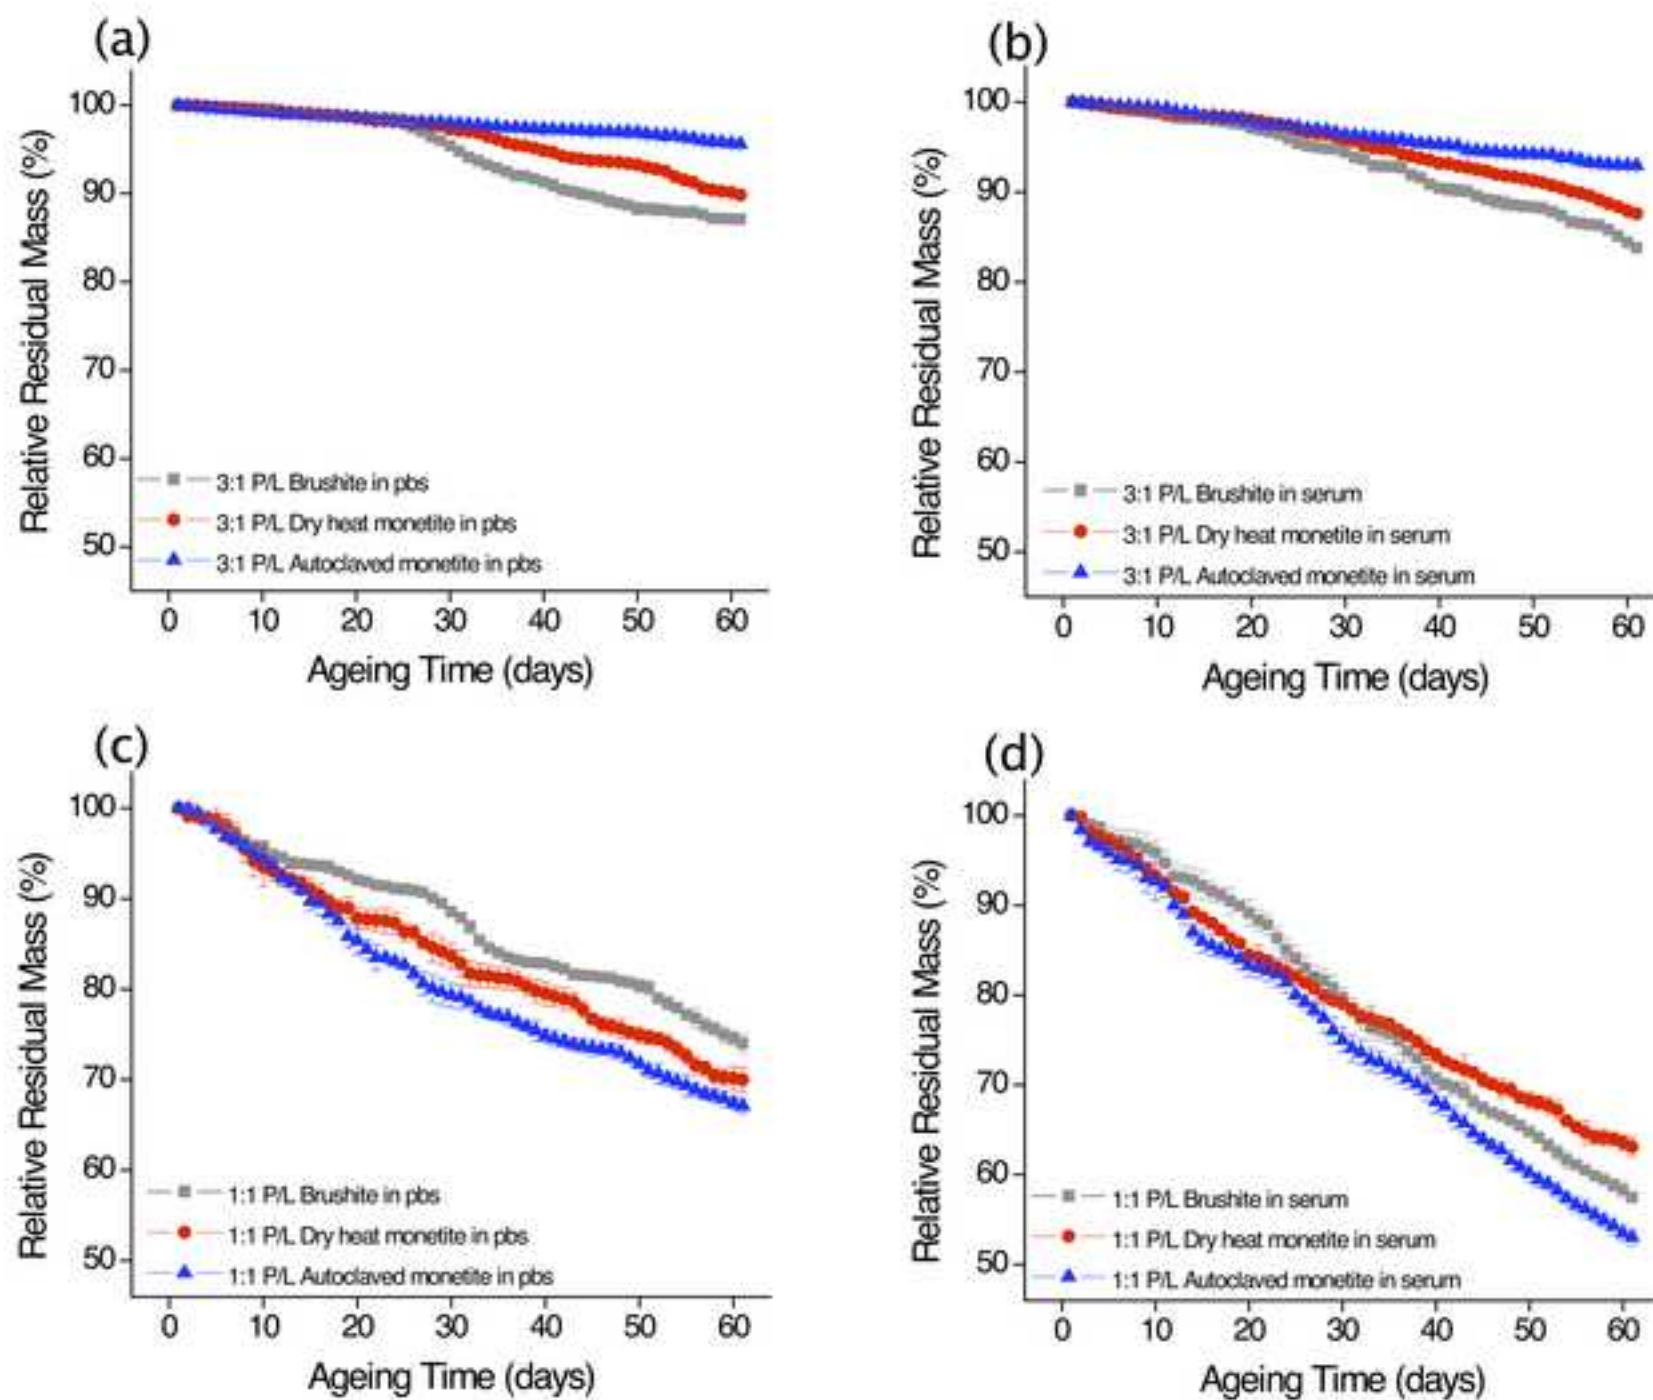 (a)
Relative Residual Mass (%)
100
90
80
70
60
50
3:1 P/L Brushite in pbs
3:1 P/L Dry heat monetite in pbs
3:1 P/L Autoclaved monetite in pbs
0 10 20 30 40 50 60
Ageing Time (days)
(b)
Relative Residual Mass (%)
100
90
80
70
60
50
3:1 P/L Brushite in serum
3:1 P/L Dry heat monetite in serum
3:1 P/L Autoclaved monetite in serum
0 10 20 30 40 50 60
Ageing Time (days)
(c)
Relative Residual Mass (%)
100
90
80
70
60
50
1:1 P/L Brushite in pbs
1:1 P/L Dry heat monetite in pbs
1:1 P/L Autoclaved monetite in pbs
0 10 20 30 40 50 60
Ageing Time (days)
(d)
Relative Residual Mass (%)
100
90
80
70
60
50
1:1 P/L Brushite in serum
1:1 P/L Dry heat monetite in serum
1:1 P/L Autoclaved monetite in serum
0 10 20 30 40 50 60
Ageing Time (days)